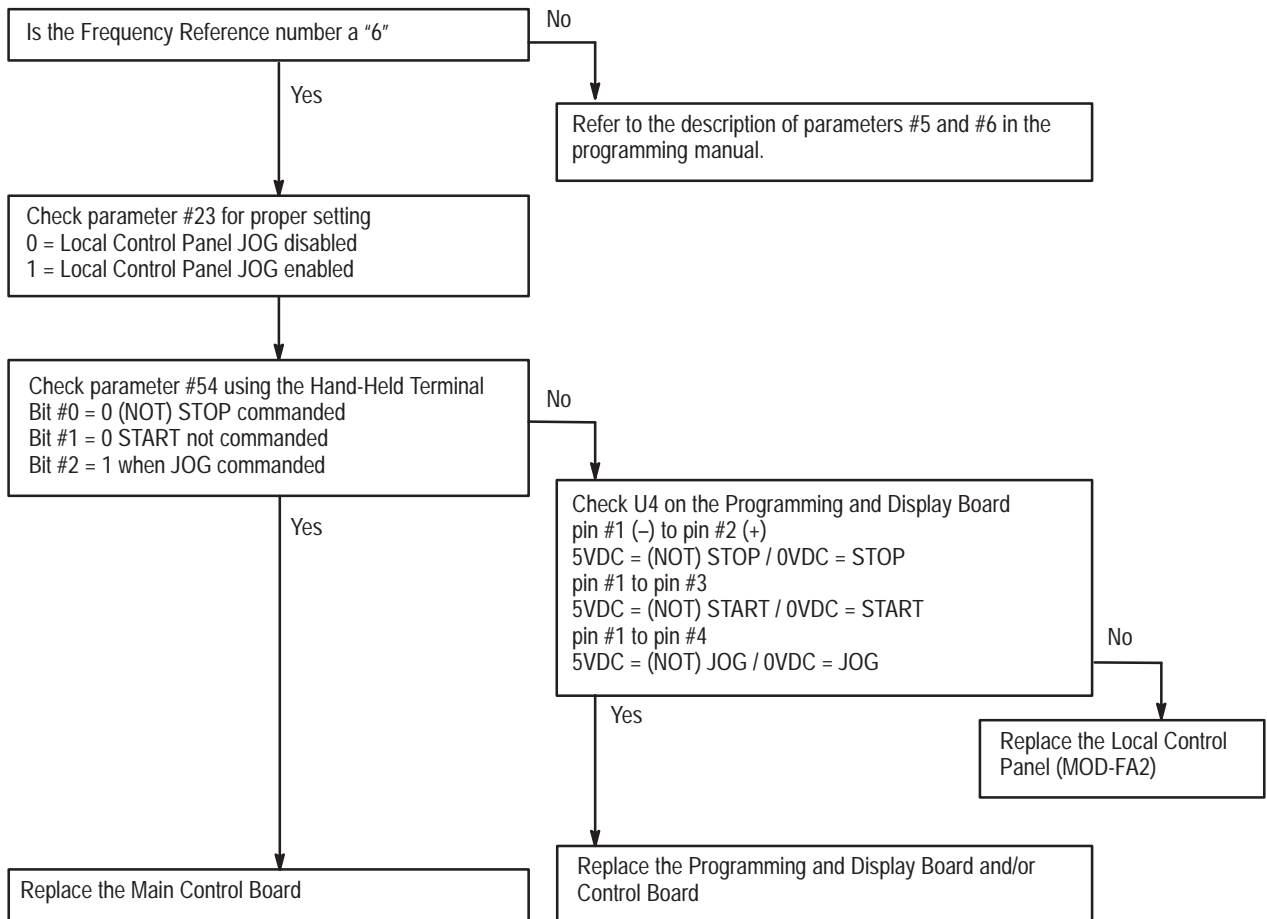 Is the Frequency Reference number a “6”
No
Yes
Refer to the description of parameters #5 and #6 in the
programming manual.
Check parameter #23 for proper setting
0 = Local Control Panel JOG disabled
1 = Local Control Panel JOG enabled
Check parameter #54 using the Hand-Held Terminal
Bit #0 = 0 (NOT) STOP commanded
Bit #1 = 0 START not commanded
Bit #2 = 1 when JOG commanded
No
Yes
Check U4 on the Programming and Display Board
pin #1 (–) to pin #2 (+)
5VDC = (NOT) STOP / 0VDC = STOP
pin #1 to pin #3
5VDC = (NOT) START / 0VDC = START
pin #1 to pin #4
5VDC = (NOT) JOG / 0VDC = JOG
No
Yes
Replace the Local Control
Panel (MOD-FA2)
Replace the Main Control Board
Replace the Programming and Display Board and/or
Control Board